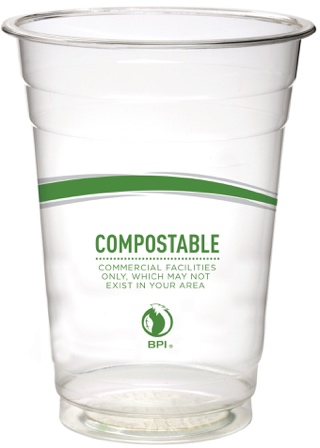 COMPOSTABLE
COMMERCIAL FACILITIES
ONLY, WHICH MAY NOT
EXIST IN YOUR AREA
BPI®